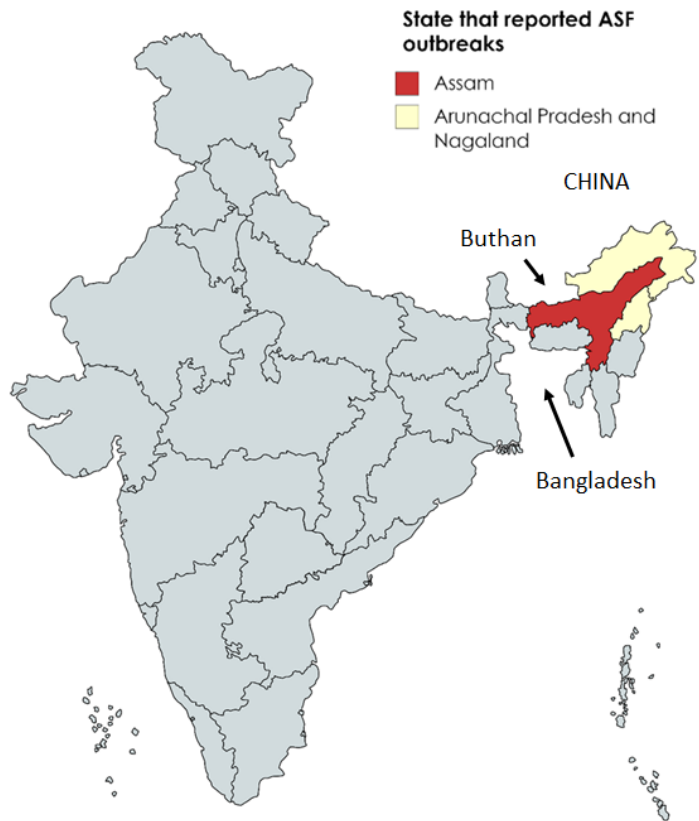 State that reported ASF
outbreaks
Assam
Arunachal Pradesh and
Nagaland
CHINA
Buthan
Bangladesh